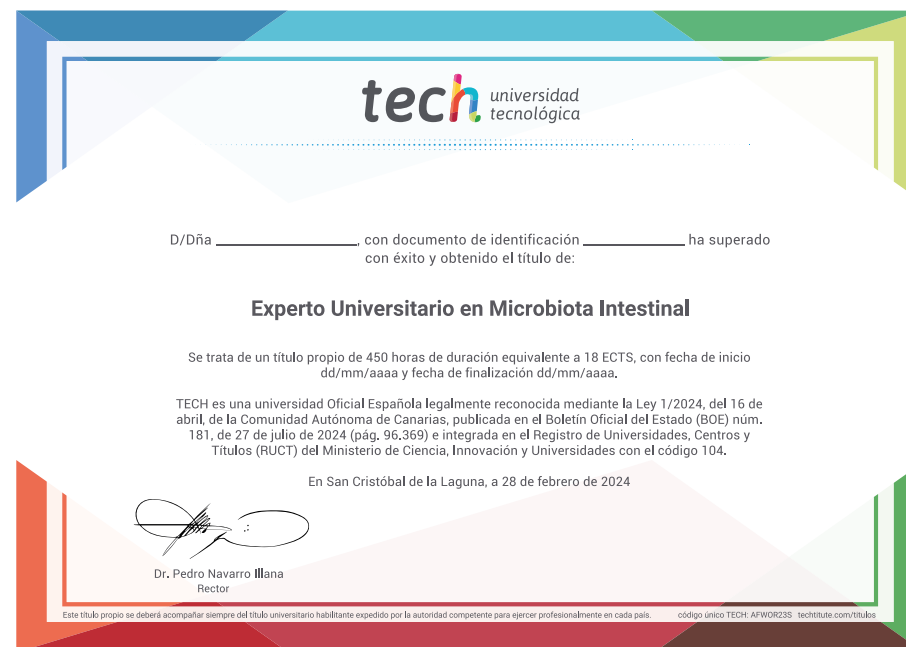 tech universidad
tecnológica
D/Dña ____________, con documento de identificación ____________ ha superado
con éxito y obtenido el título de:
Experto Universitario en Microbiota Intestinal
Se trata de un título propio de 450 horas de duración equivalente a 18 ECTS, con fecha de inicio
dd/mm/aaaa y fecha de finalización dd/mm/aaaa.
TECH es una universidad Oficial Española legalmente reconocida mediante la Ley 1/2024, del 16 de
abril, de la Comunidad Autónoma de Canarias, publicada en el Boletín Oficial del Estado (BOE) núm.
181, de 27 de julio de 2024 (pág. 96.369) e integrada en el Registro de Universidades, Centros y
Títulos (RUCT) del Ministerio de Ciencia, Innovación y Universidades con el código 104.
En San Cristóbal de la Laguna, a 28 de febrero de 2024
Dr. Pedro Navarro Illana
Rector
Este título propio se deberá acompañar siempre del título universitario habilitante expedido por la autoridad competente para ejercer profesionalmente en cada país. código único TECH: AFWOR23S techtitute.com/titulos